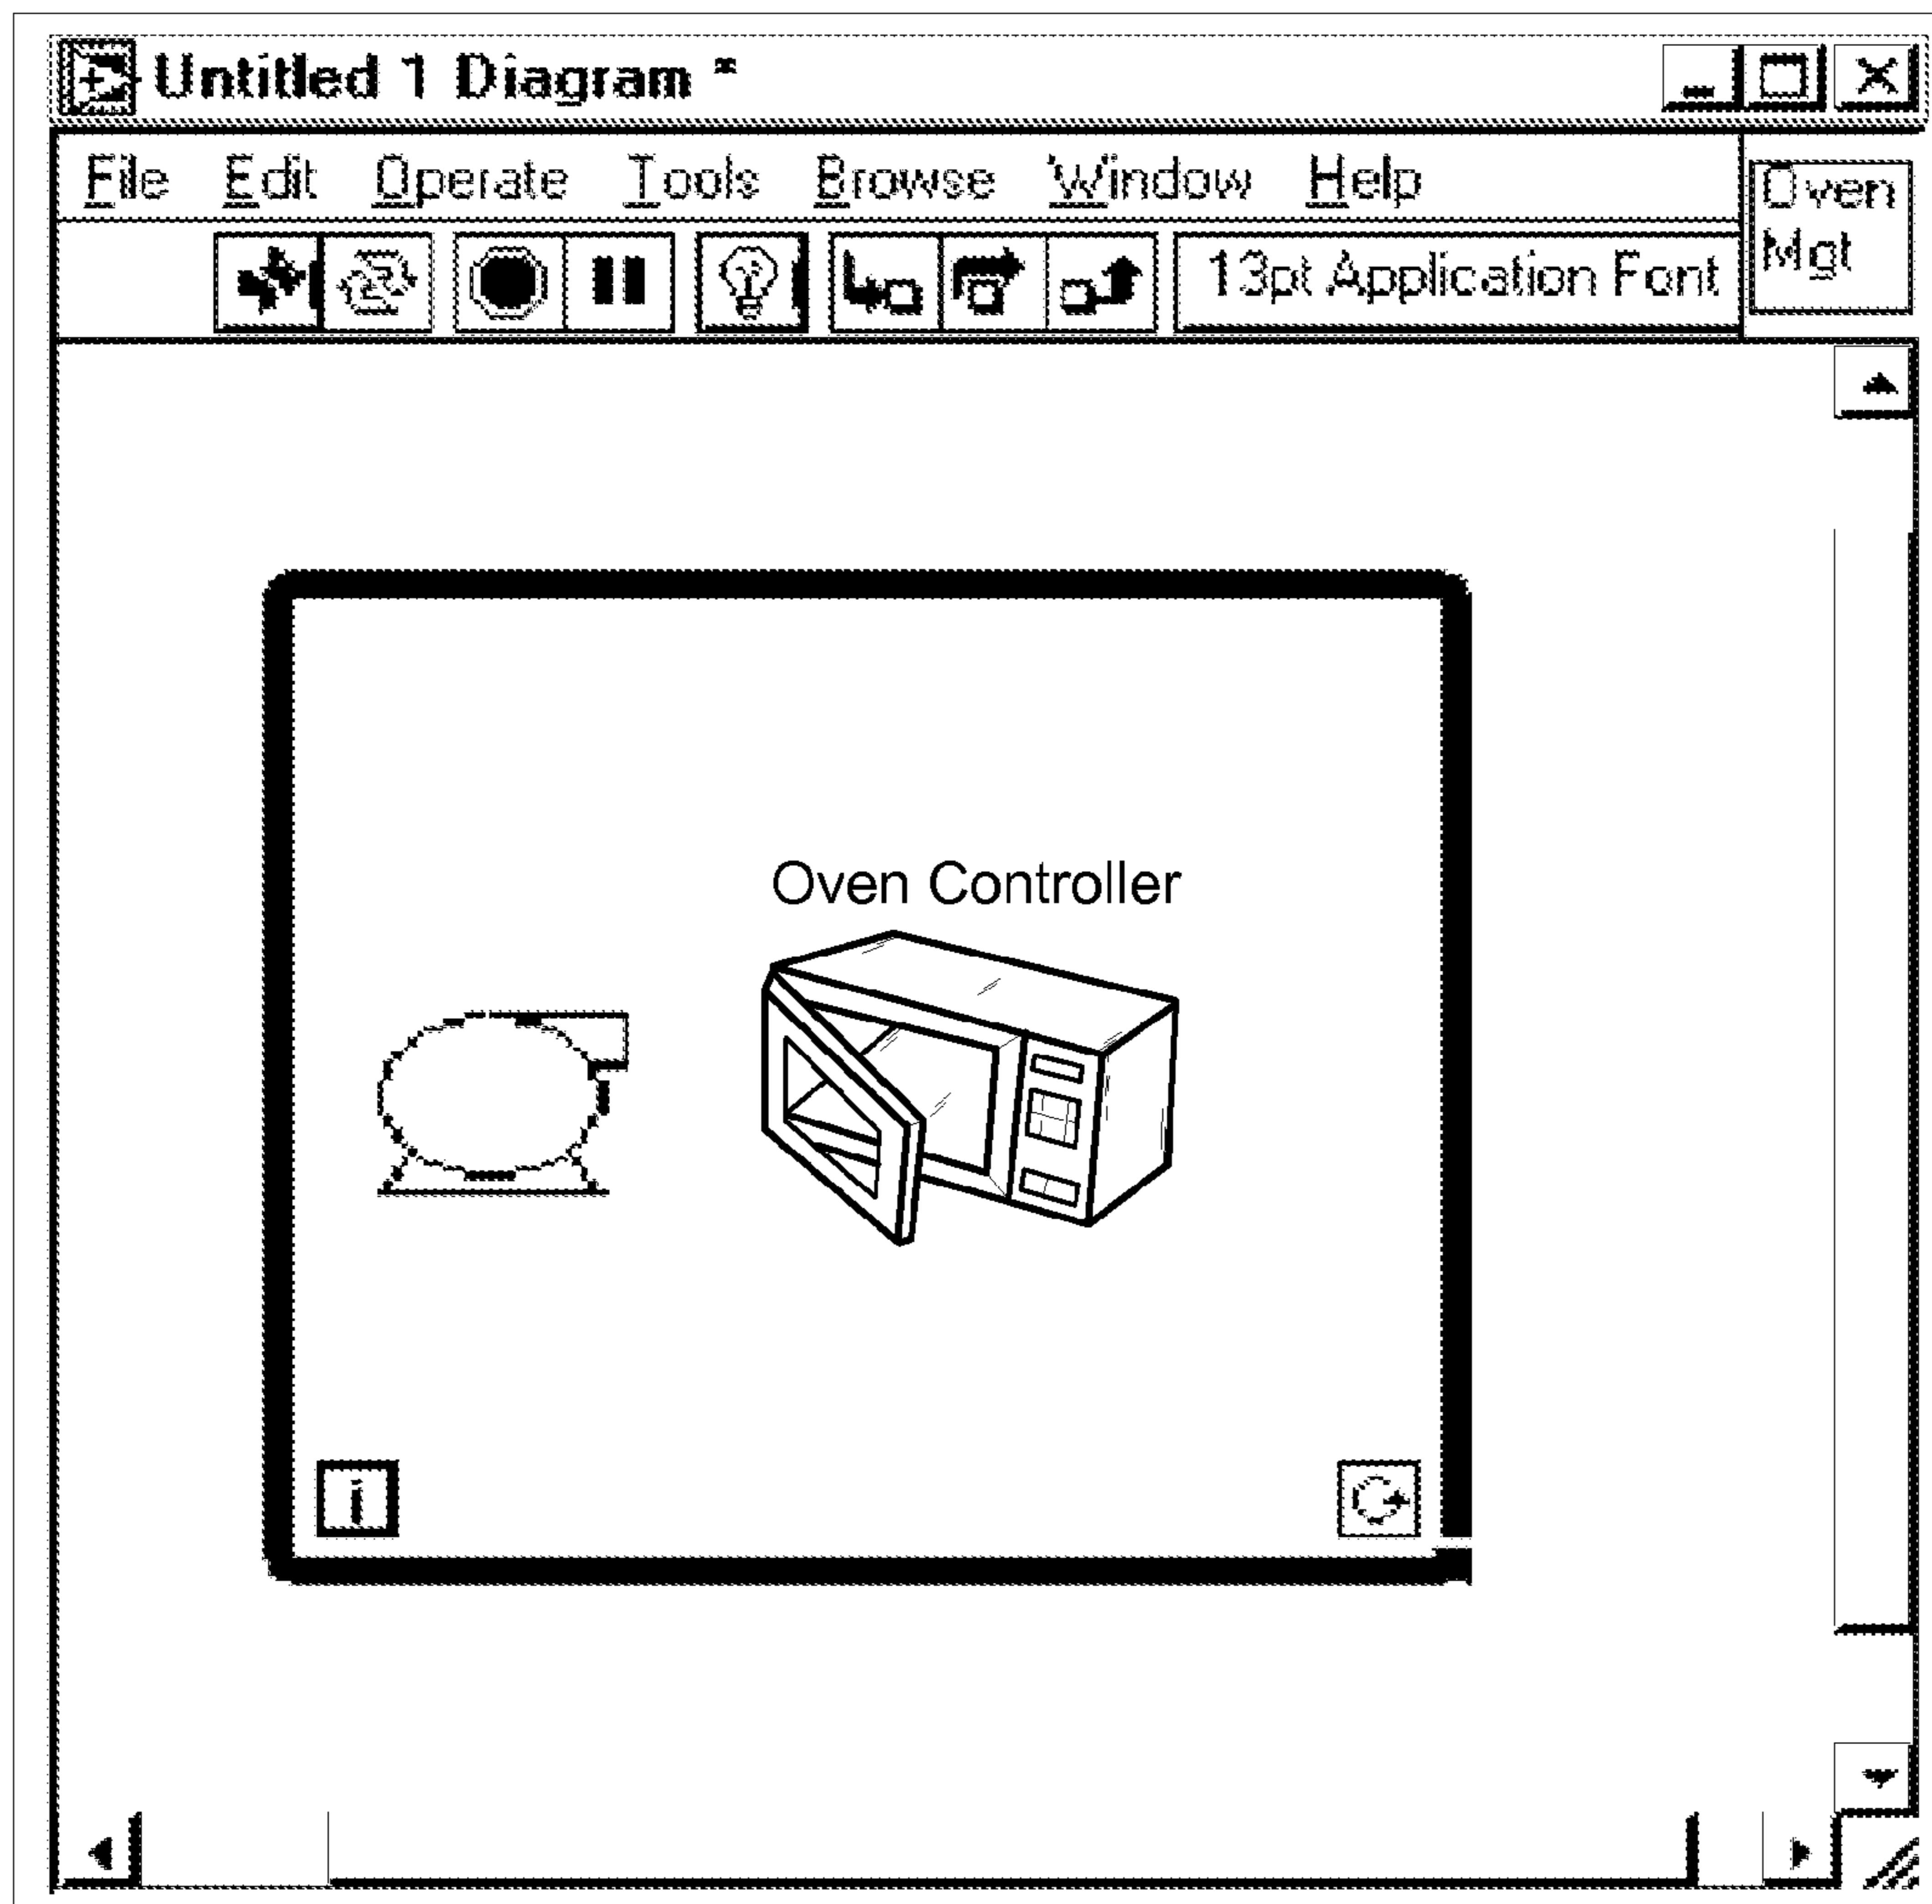 Untitled 1 Diagram *
File Edit Operate Tools Browse Window Help
Oven
Mgt
13pt Application Font
Oven Controller
i